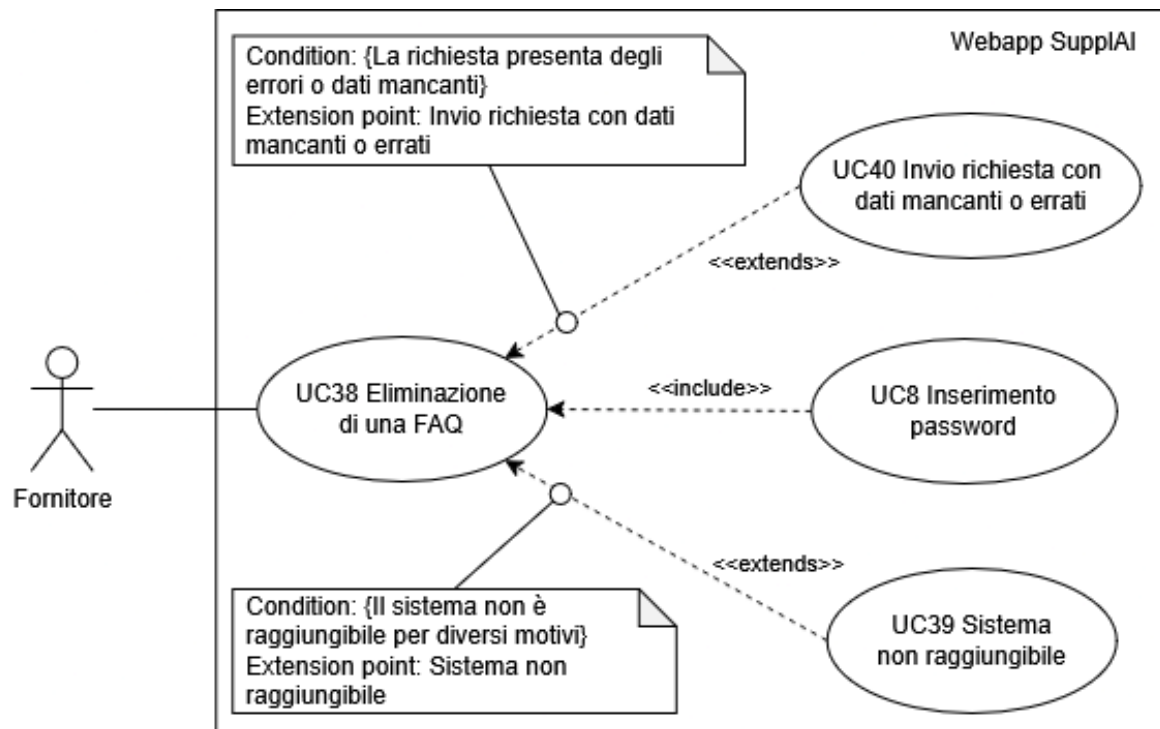 Webapp SupplAI
Condition: {La richiesta presenta degli
errori o dati mancanti}
Extension point: Invio richiesta con dati
mancanti o errati
UC40 Invio richiesta con
dati mancanti o errati
<<extends>>
UC38 Eliminazione
di una FAQ
<<include>>
UC8 Inserimento
password
Fornitore
<<extends>>
Condition: {Il sistema non è
raggiungibile per diversi motivi}
Extension point: Sistema non
raggiungibile
UC39 Sistema
non raggiungibile